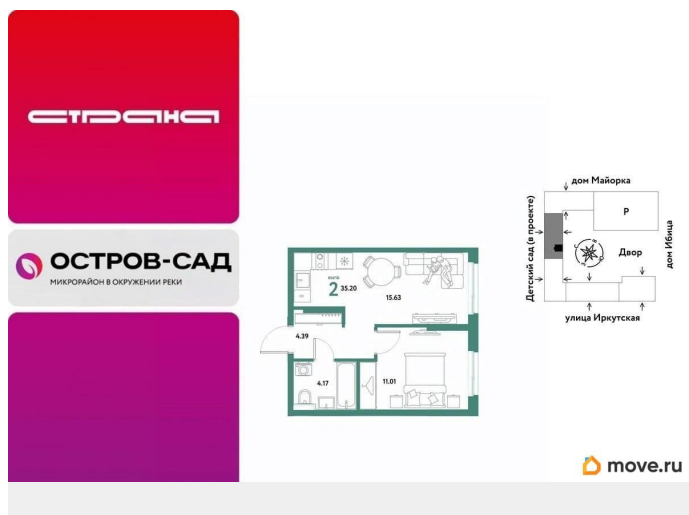 страна
ОСТРОВ-САД
МИКРОРАЙОН В ОКРУЖЕНИИ РЕКИ
2 35.20
15.63
4.39
4.17
11.01
дом Майорка
Детский сад (в проекте)
P
Двор
дом Ибица
улица Иркутская
move.ru